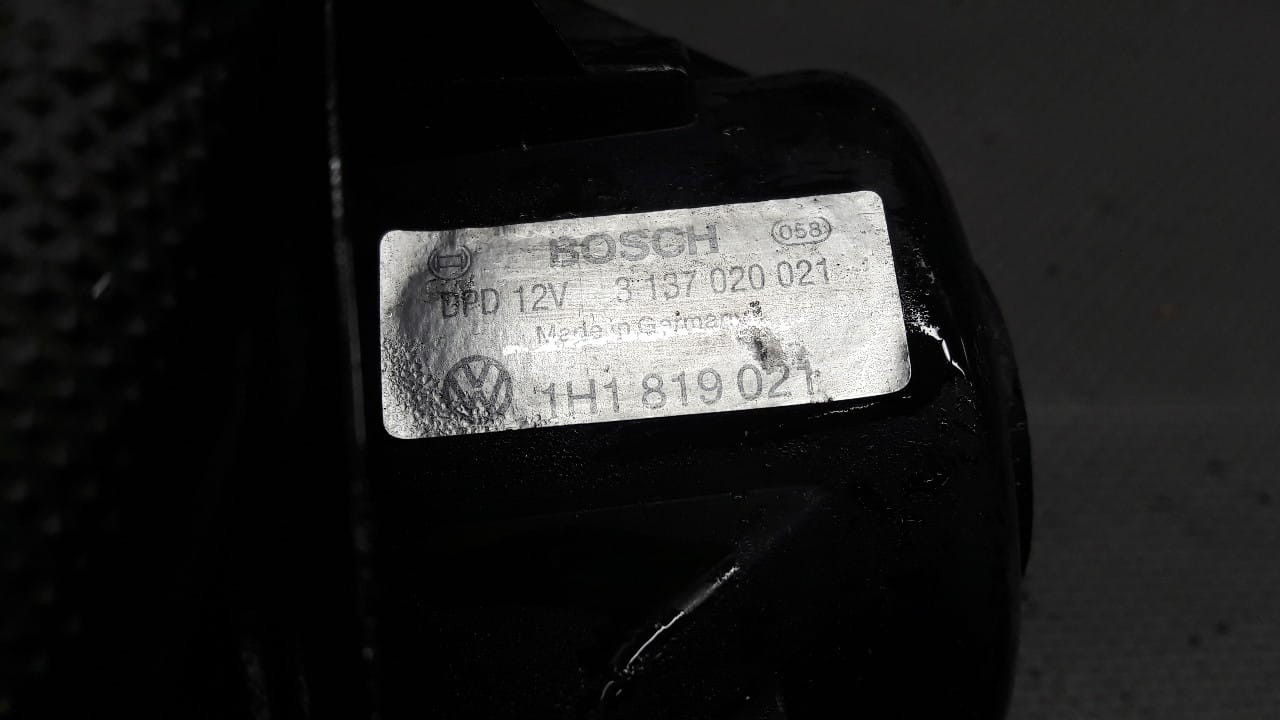 BOSCH 058
DPD 12V 3 137 020 021
Made in Germany
1H1 819 021